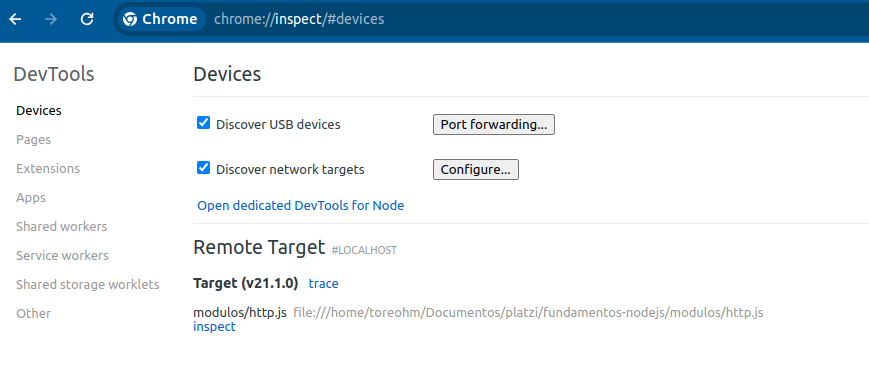 Chrome chrome://inspect/#devices
DevTools
Devices
Pages
Extensions
Apps
Shared workers
Service workers
Shared storage worklets
Other
Devices
Discover USB devices Port forwarding...
Discover network targets Configure...
Open dedicated DevTools for Node
Remote Target #LOCALHOST
Target (v21.1.0) trace
modulos/http.js file:///home/toreohm/Documentos/platzi/fundamentos-nodejs/modulos/http.js
inspect